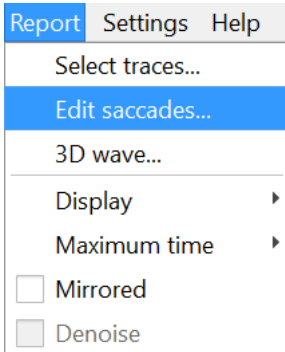 Report Settings Help
Select traces...
Edit saccades...
3D wave...
Display
Maximum time
Mirrored
Denoise